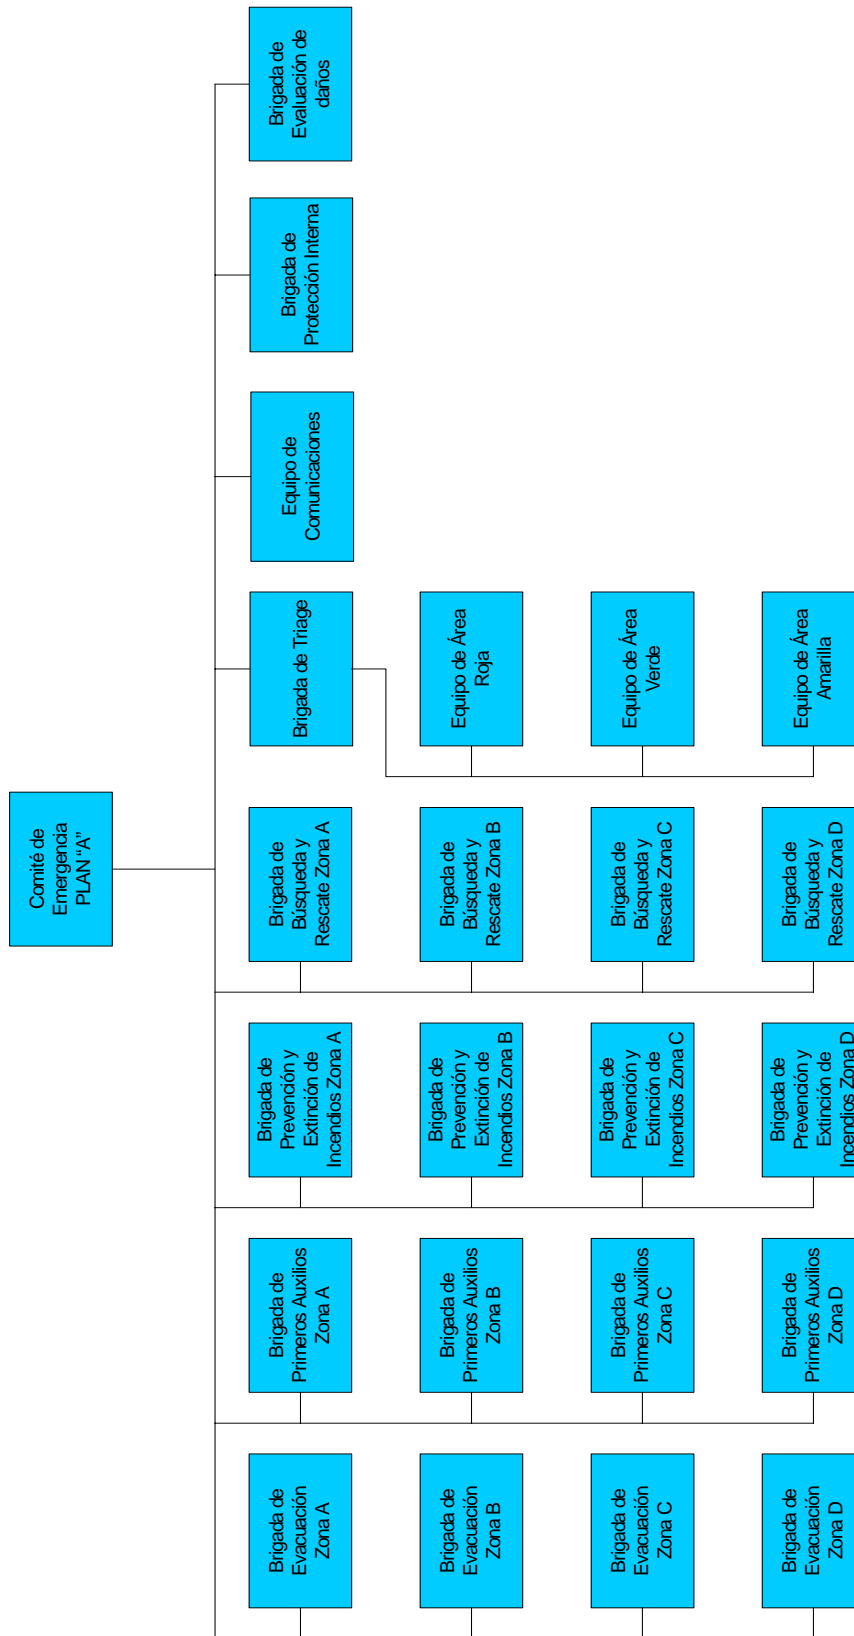 Comité de
Emergencia
PLAN “A”
Brigada de
Evacuación
Zona A
Brigada de
Primeros Auxilios
Zona A
Brigada de
Prevención y
Extinción de
Incendios Zona A
Brigada de
Búsqueda y
Rescate Zona A
Brigada de Triage
Equipo de
Comunicaciones
Brigada de
Protección Interna
Brigada de
Evaluación de
daños
Brigada de
Evacuación
Zona B
Brigada de
Primeros Auxilios
Zona B
Brigada de
Prevención y
Extinción de
Incendios Zona B
Brigada de
Búsqueda y
Rescate Zona B
Equipo de Área
Roja
Brigada de
Evacuación
Zona C
Brigada de
Primeros Auxilios
Zona C
Brigada de
Prevención y
Extinción de
Incendios Zona C
Brigada de
Búsqueda y
Rescate Zona C
Equipo de Área
Verde
Brigada de
Evacuación
Zona D
Brigada de
Primeros Auxilios
Zona D
Brigada de
Prevención y
Extinción de
Incendios Zona D
Brigada de
Búsqueda y
Rescate Zona D
Equipo de Área
Amarilla